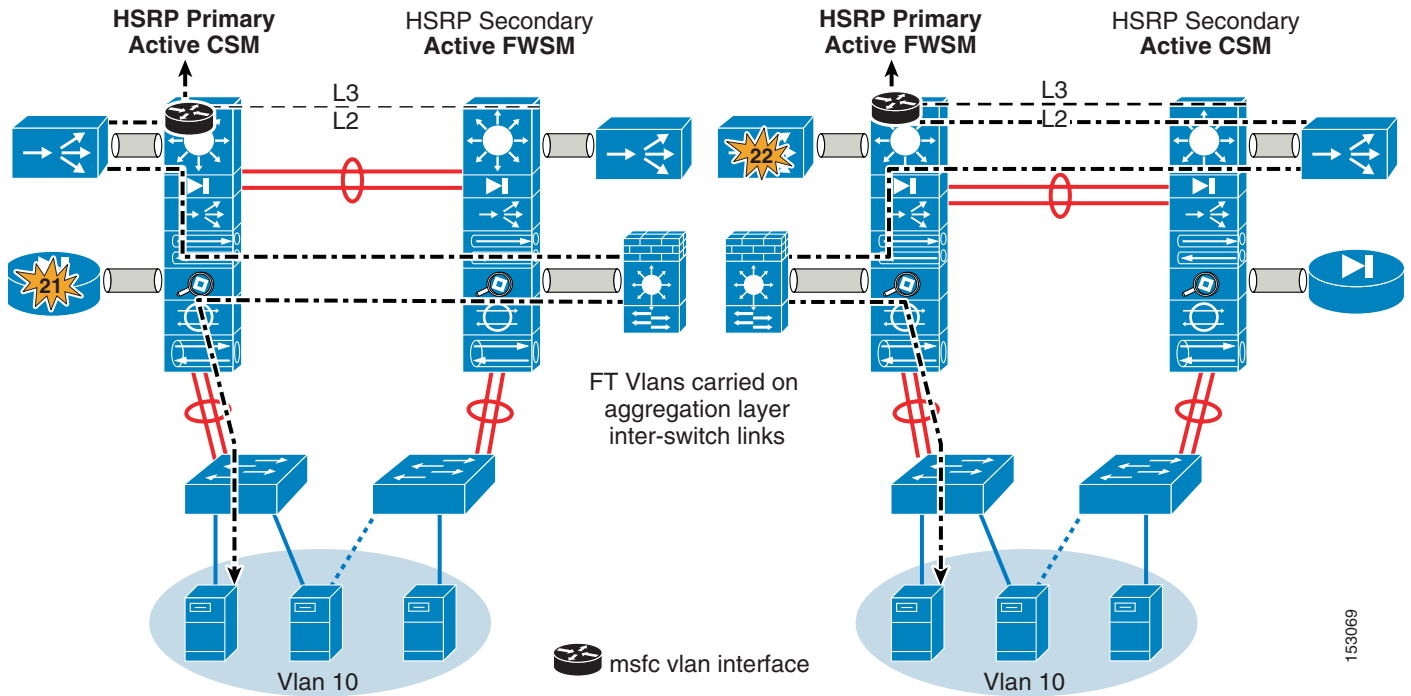 HSRP Primary
Active CSM
HSRP Secondary
Active FWSM
HSRP Primary
Active FWSM
HSRP Secondary
Active CSM
L3
L2
L3
L2
22
21
FT Vlans carried on
aggregation layer
inter-switch links
Vlan 10
msfc vlan interface
Vlan 10
153069